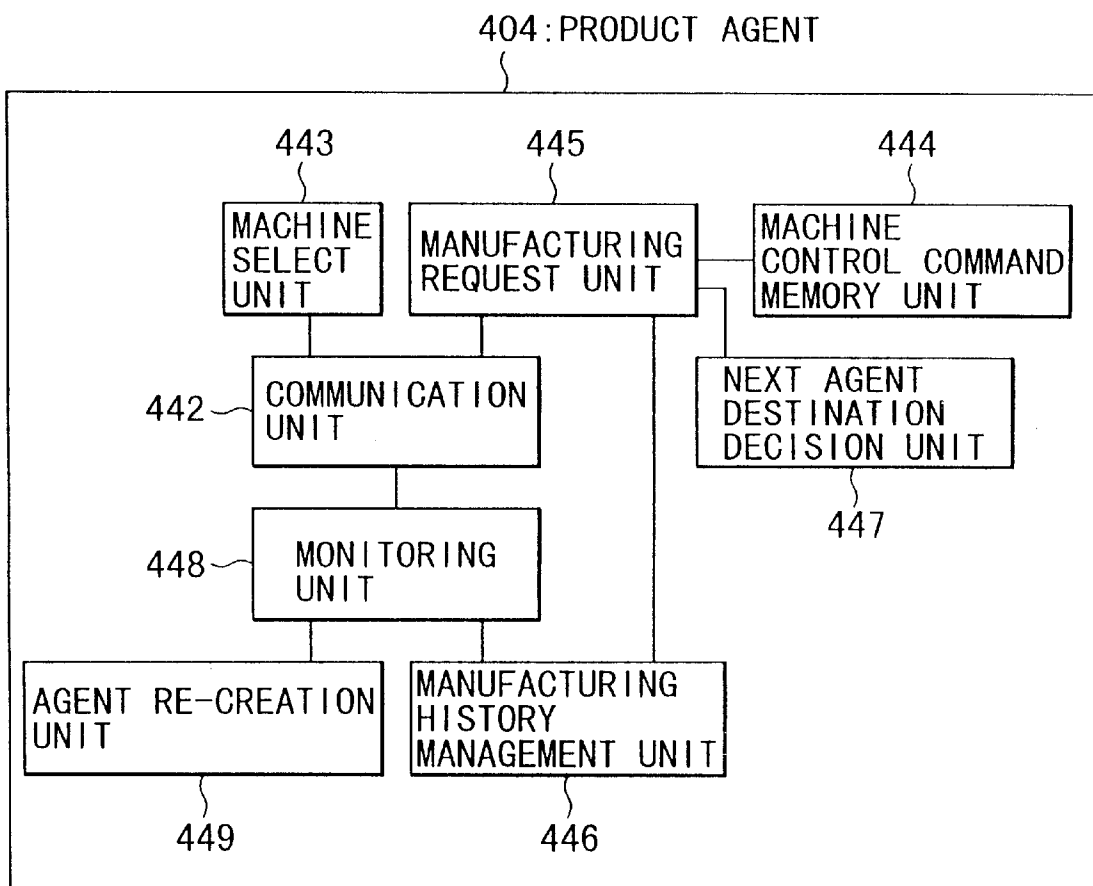 404:PRODUCT AGENT
443
445
444
MACHINE
SELECT
UNIT
MANUFACTURING
REQUEST UNIT
MACHINE
CONTROL COMMAND
MEMORY UNIT
442
COMMUNICATION
UNIT
NEXT AGENT
DESTINATION
DECISION UNIT
447
448
MONITORING
UNIT
AGENT RE-CREATION
UNIT
MANUFACTURING
HISTORY
MANAGEMENT UNIT
449
446